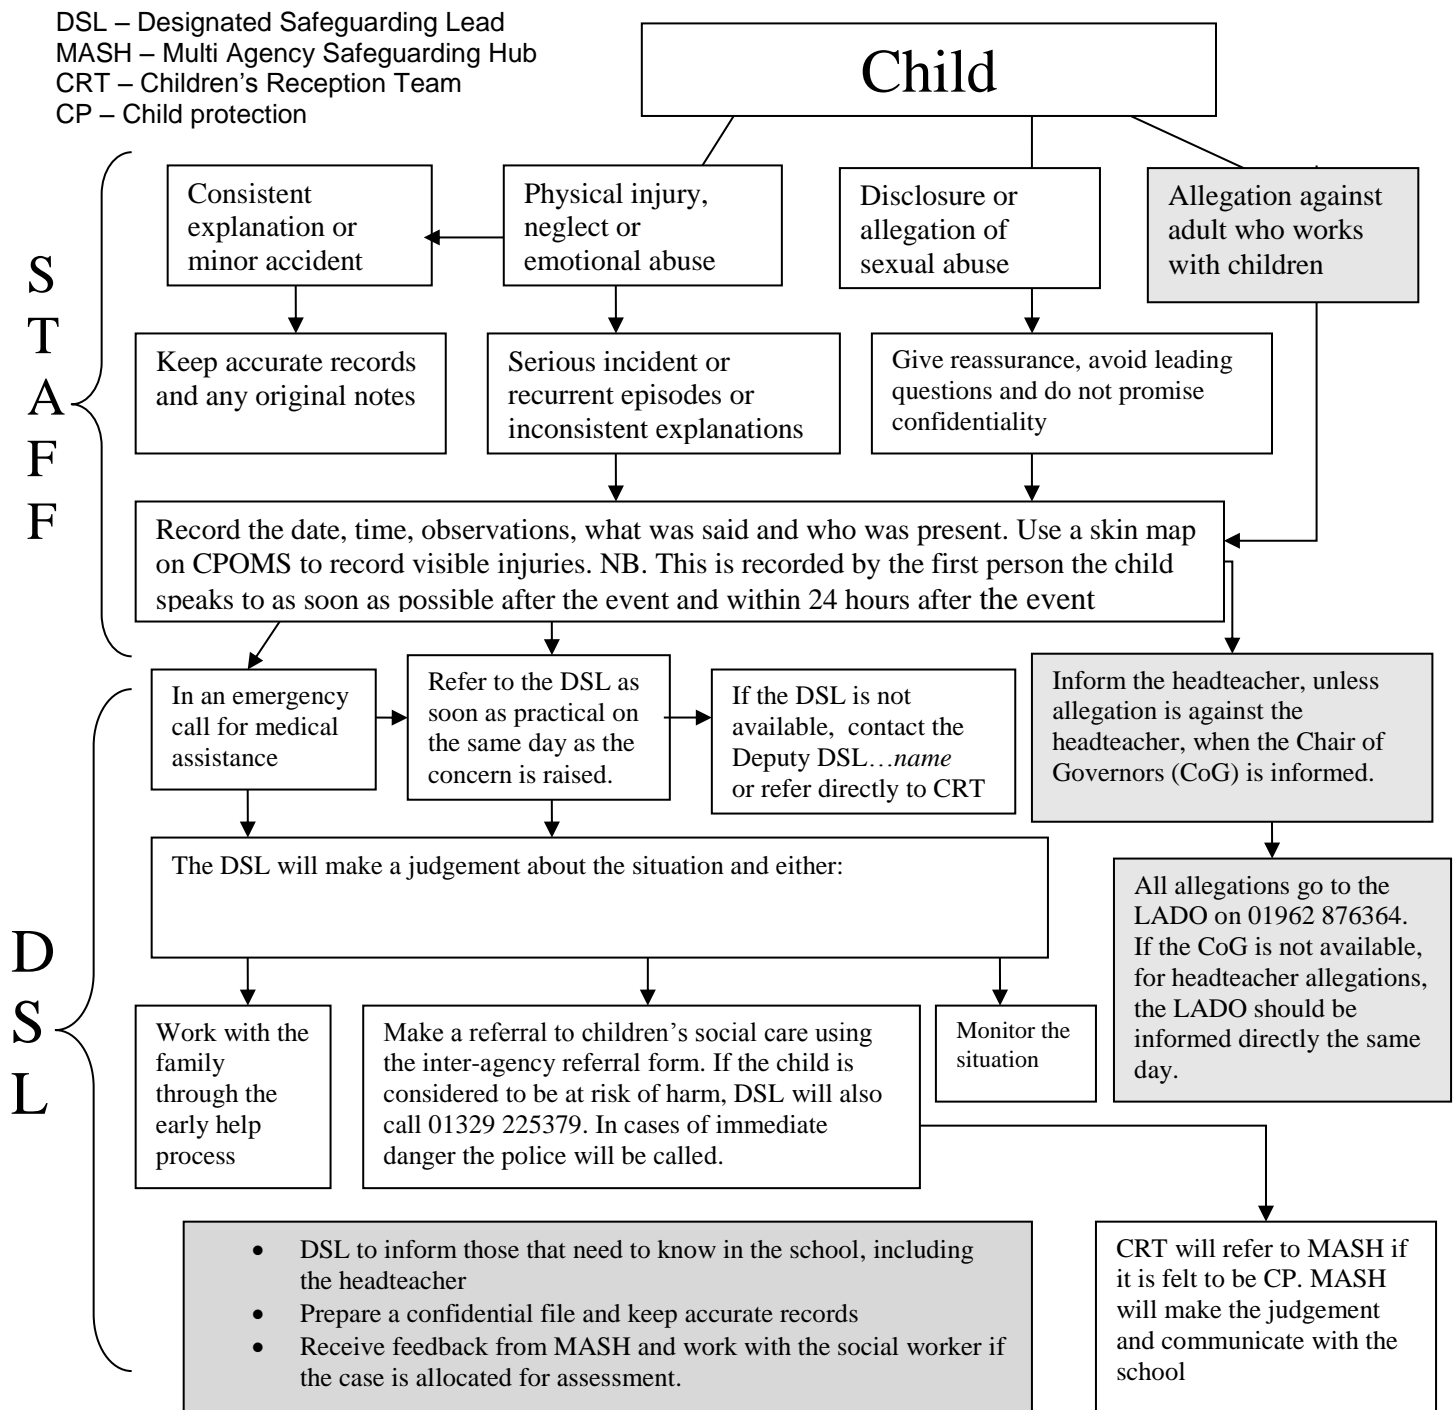 DSL – Designated Safeguarding Lead
MASH – Multi Agency Safeguarding Hub
CRT – Children's Reception Team
CP – Child protection
Child
STAFF
Consistent
explanation or
minor accident
Physical injury,
neglect or
emotional abuse
Disclosure or
allegation of
sexual abuse
Allegation against
adult who works
with children
Keep accurate records
and any original notes
Serious incident or
recurrent episodes or
inconsistent explanations
Give reassurance, avoid leading
questions and do not promise
confidentiality
Record the date, time, observations, what was said and who was present. Use a skin map
on CPOMS to record visible injuries. NB. This is recorded by the first person the child
speaks to as soon as possible after the event and within 24 hours after the event
DSL
In an emergency
call for medical
assistance
Refer to the DSL as
soon as practical on
the same day as the
concern is raised.
If the DSL is not
available, contact the
Deputy DSL…name
or refer directly to CRT
Inform the headteacher, unless
allegation is against the
headteacher, when the Chair of
Governors (CoG) is informed.
The DSL will make a judgement about the situation and either:
All allegations go to the
LADO on 01962 876364.
If the CoG is not available,
for headteacher allegations,
the LADO should be
informed directly the same
day.
Work with the
family
through the
early help
process
Make a referral to children's social care using
the inter-agency referral form. If the child is
considered to be at risk of harm, DSL will also
call 01329 225379. In cases of immediate
danger the police will be called.
Monitor the
situation
• DSL to inform those that need to know in the school, including
the headteacher
• Prepare a confidential file and keep accurate records
• Receive feedback from MASH and work with the social worker if
the case is allocated for assessment.
CRT will refer to MASH if
it is felt to be CP. MASH
will make the judgement
and communicate with the
school